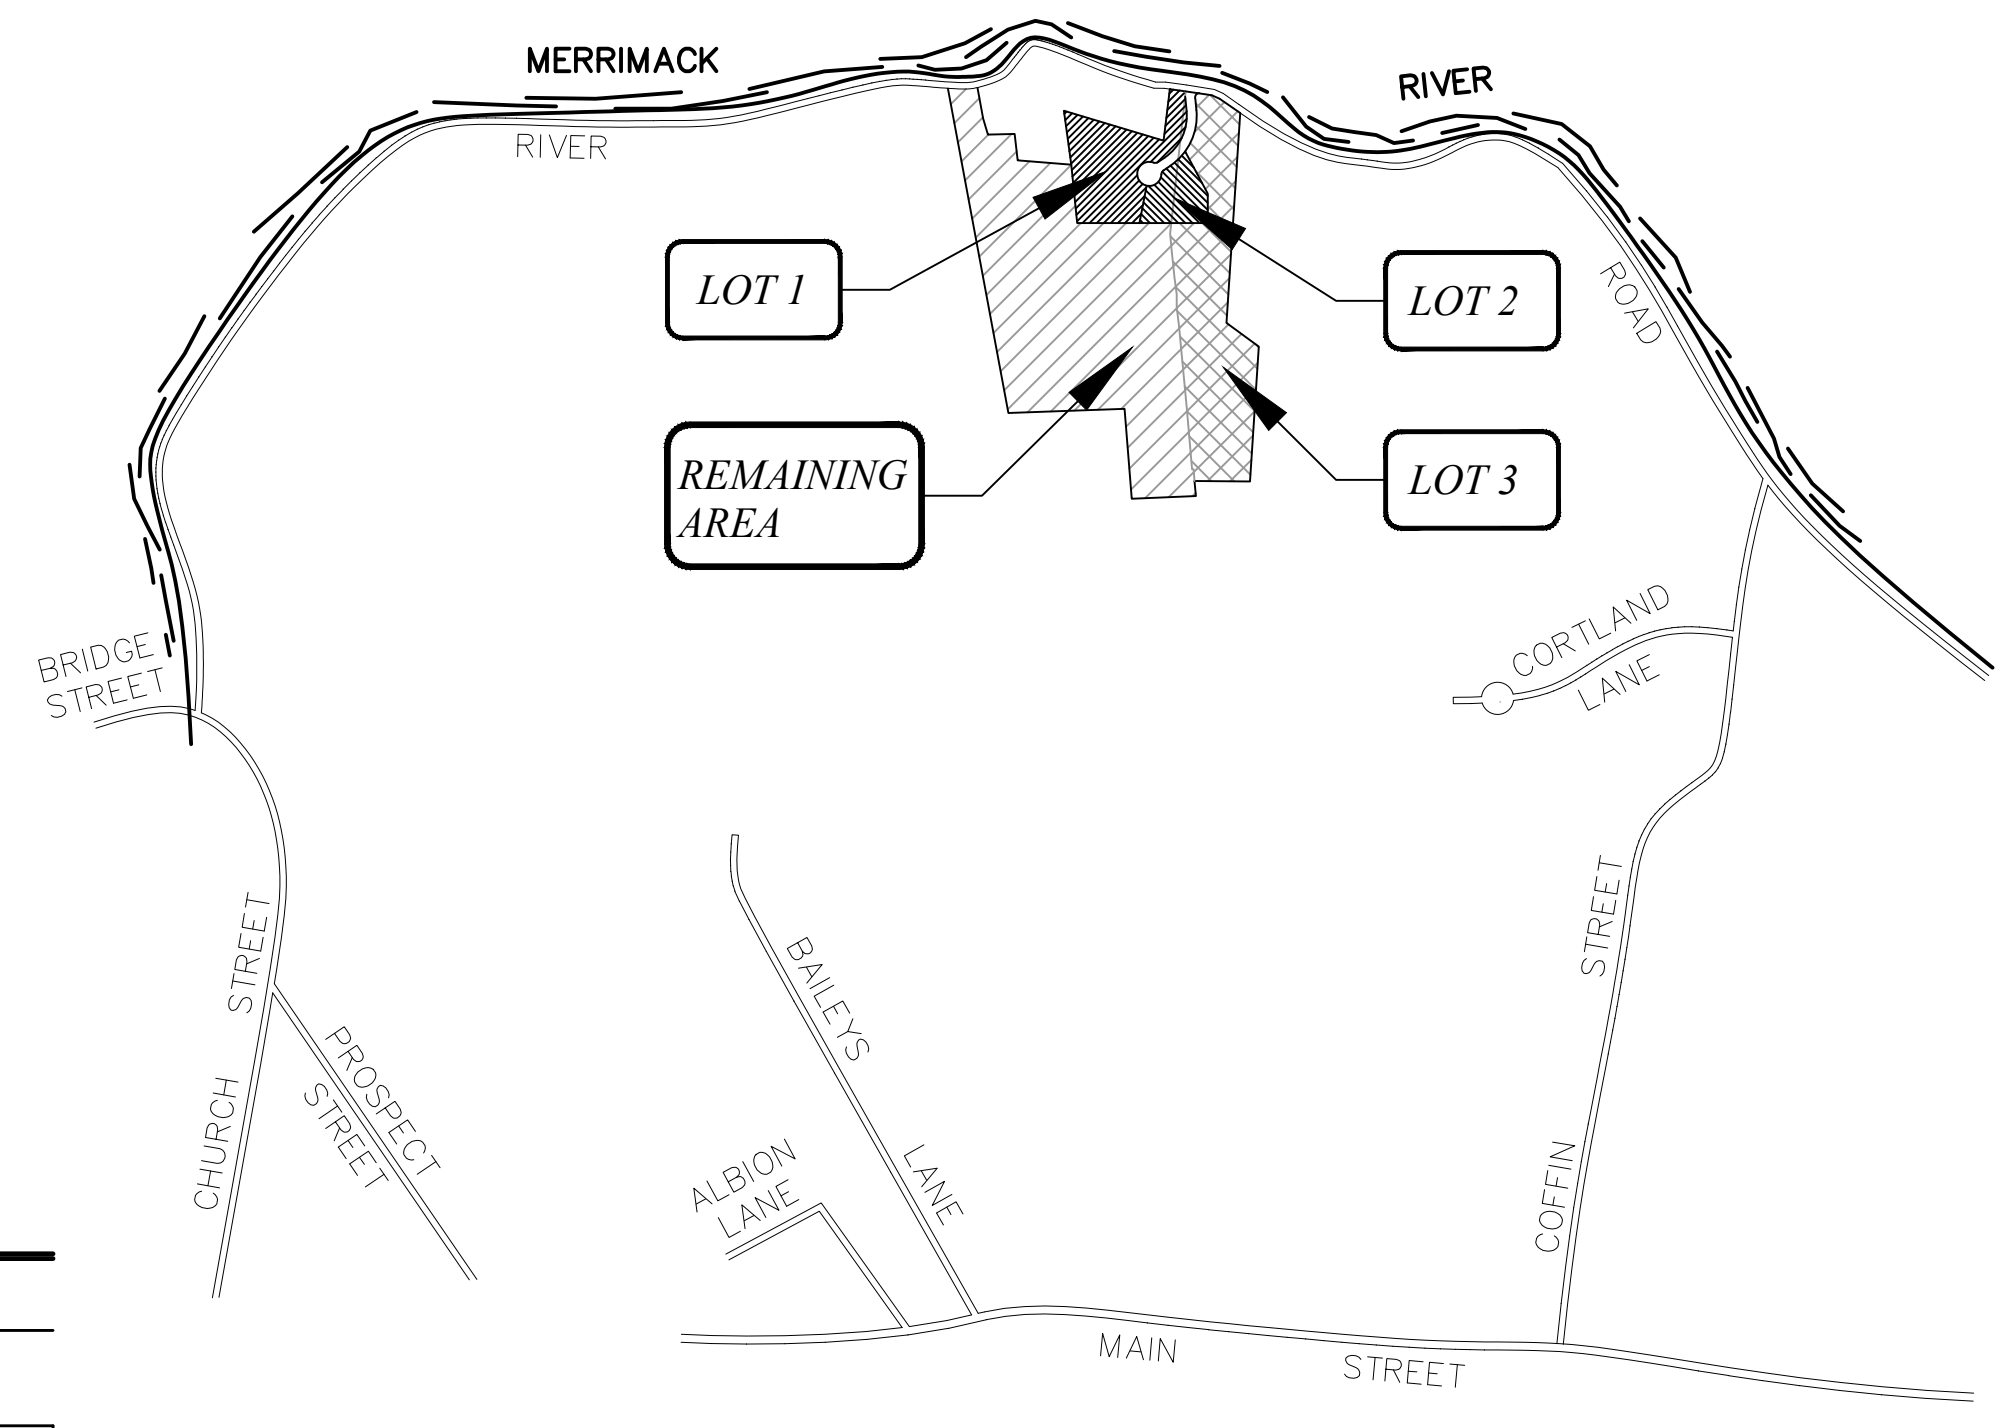 MERRIMACK
RIVER
RIVER
ROAD
LOT 1
LOT 2
REMAINING
AREA
LOT 3
BRIDGE
STREET
CORTLAND
LANE
CHURCH STREET
PROSPECT
STREET
BAILEYS LANE
ALBION
LANE
COFFIN STREET
MAIN STREET